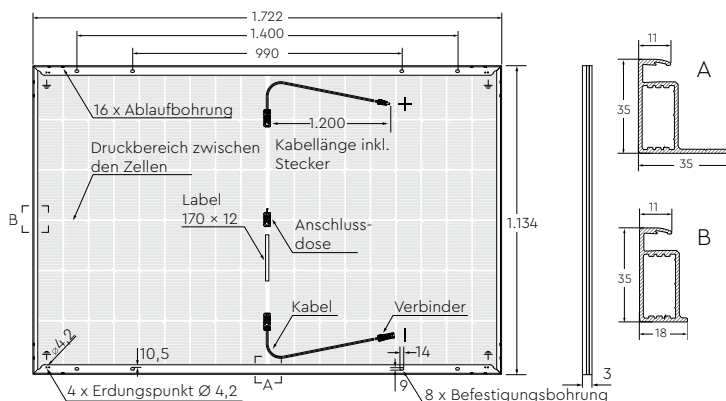 1.722
1.400
990
11
A
35
35
16 x Ablaufbohrung
+
1.200
Kabellänge inkl.
Stecker
Druckbereich zwischen
den Zellen
Label
170 x 12
B
Anschluss-
dose
1.134
11
B
35
18
Kabel
Verbinder
–
ø4,2
10,5
14
A
9
3
4 x Erdungspunkt Ø 4,2
8 x Befestigungsbohrung